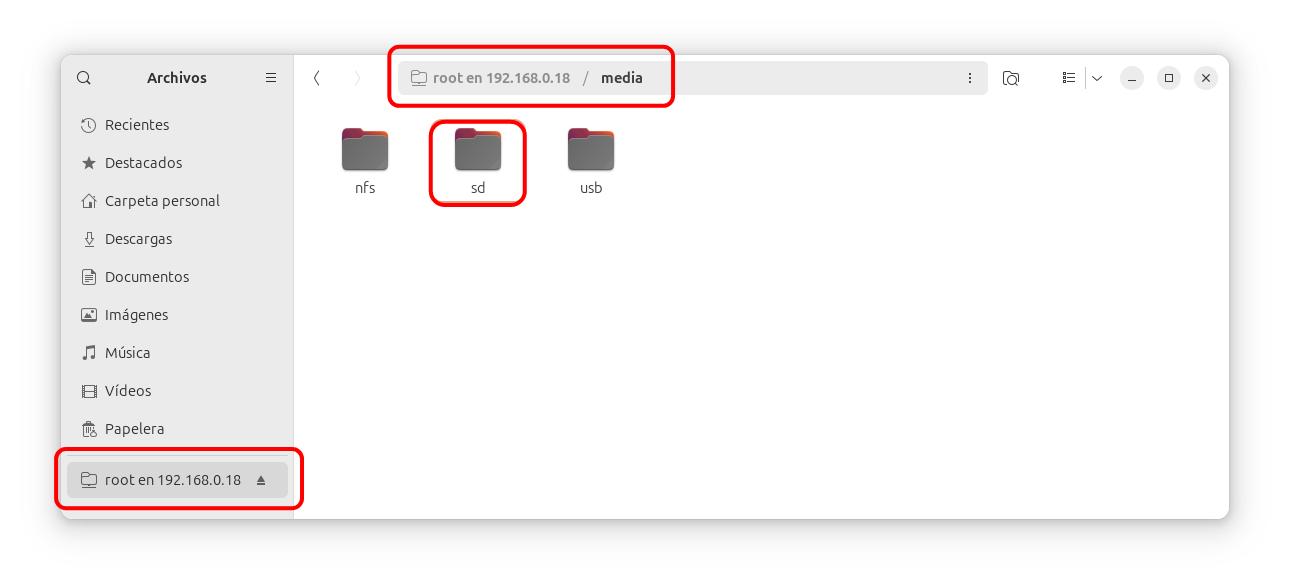 Archivos
root en 192.168.0.18 / media
Recientes
Destacados
Carpeta personal
Descargas
Documentos
Imágenes
Música
Vídeos
Papelera
root en 192.168.0.18
nfs
sd
usb